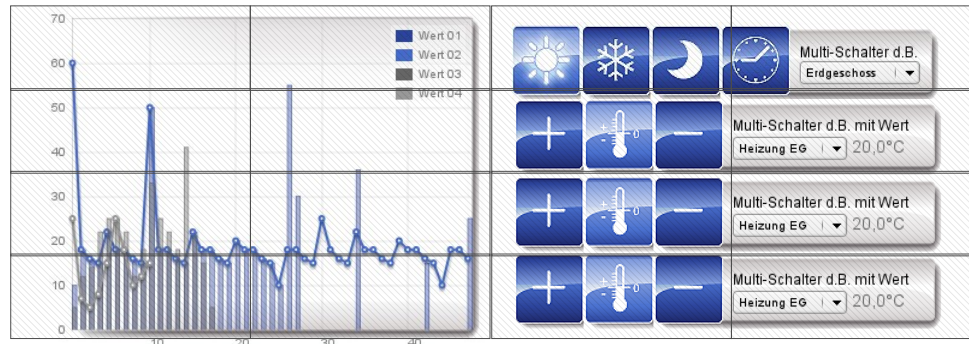 70
60
50
40
30
20
10
0
10
20
30
40
Wert 01
Wert 02
Wert 03
Wert 04
Multi-Schalter d.B.
Erdgeschoss
Multi-Schalter d.B. mit Wert
Heizung EG 20,0°C
Multi-Schalter d.B. mit Wert
Heizung EG 20,0°C
Multi-Schalter d.B. mit Wert
Heizung EG 20,0°C